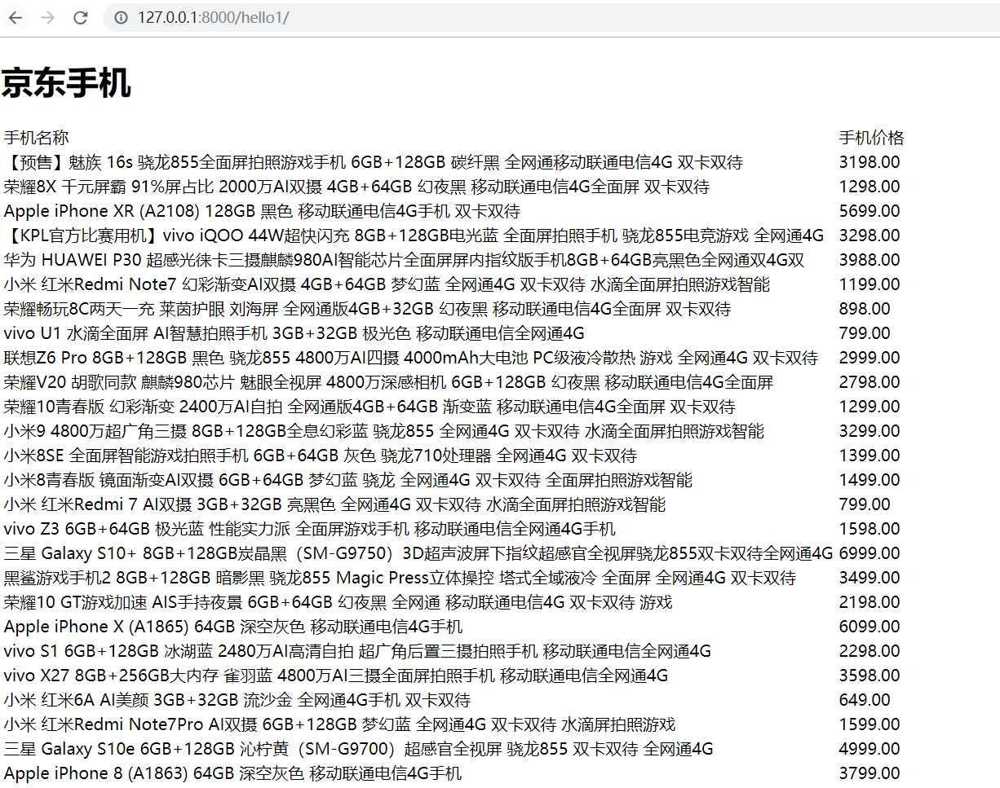 127.0.0.1:8000/hello1/
京东手机
手机名称 手机价格
【预售】魅族 16s 骁龙855全面屏拍照游戏手机 6GB+128GB 碳纤黑 全网通移动联通电信4G 双卡双待 3198.00
荣耀8X 千元屏霸 91%屏占比 2000万AI双摄 4GB+64GB 幻夜黑 移动联通电信4G全面屏 双卡双待 1298.00
Apple iPhone XR (A2108) 128GB 黑色 移动联通电信4G手机 双卡双待 5699.00
【KPL官方比赛用机】vivo iQOO 44W超快闪充 8GB+128GB电光蓝 全面屏拍照手机 骁龙855电竞游戏 全网通4G 3298.00
华为 HUAWEI P30 超感光徕卡三摄麒麟980AI智能芯片全面屏屏内指纹版手机8GB+64GB亮黑色全网通双4G双 3988.00
小米 红米Redmi Note7 幻彩渐变AI双摄 4GB+64GB 梦幻蓝 全网通4G 双卡双待 水滴全面屏拍照游戏智能 1199.00
荣耀畅玩8C两天一充 莱茵护眼 刘海屏 全网通版4GB+32GB 幻夜黑 移动联通电信4G全面屏 双卡双待 898.00
vivo U1 水滴全面屏 AI智慧拍照手机 3GB+32GB 极光色 移动联通电信全网通4G 799.00
联想Z6 Pro 8GB+128GB 黑色 骁龙855 4800万AI四摄 4000mAh大电池 PC级液冷散热 游戏 全网通4G 双卡双待 2999.00
荣耀V20 胡歌同款 麒麟980芯片 魅眼全视屏 4800万深感相机 6GB+128GB 幻夜黑 移动联通电信4G全面屏 2798.00
荣耀10青春版 幻彩渐变 2400万AI自拍 全网通版4GB+64GB 渐变蓝 移动联通电信4G全面屏 双卡双待 1299.00
小米9 4800万超广角三摄 8GB+128GB全息幻彩蓝 骁龙855 全网通4G 双卡双待 水滴全面屏拍照游戏智能 3299.00
小米8SE 全面屏智能游戏拍照手机 6GB+64GB 灰色 骁龙710处理器 全网通4G 双卡双待 1399.00
小米8青春版 镜面渐变AI双摄 6GB+64GB 梦幻蓝 骁龙 全网通4G 双卡双待 全面屏拍照游戏智能 1499.00
小米 红米Redmi 7 AI双摄 3GB+32GB 亮黑色 全网通4G 双卡双待 水滴全面屏拍照游戏智能 799.00
vivo Z3 6GB+64GB 极光蓝 性能实力派 全面屏游戏手机 移动联通电信全网通4G手机 1598.00
三星 Galaxy S10+ 8GB+128GB炭晶黑（SM-G9750）3D超声波屏下指纹超感官全视屏骁龙855双卡双待全网通4G 6999.00
黑鲨游戏手机2 8GB+128GB 暗影黑 骁龙855 Magic Press立体操控 塔式全域液冷 全面屏 全网通4G 双卡双待 3499.00
荣耀10 GT游戏加速 AIS手持夜景 6GB+64GB 幻夜黑 全网通 移动联通电信4G 双卡双待 游戏 2198.00
Apple iPhone X (A1865) 64GB 深空灰色 移动联通电信4G手机 6099.00
vivo S1 6GB+128GB 冰湖蓝 2480万AI高清自拍 超广角后置三摄拍照手机 移动联通电信全网通4G 2298.00
vivo X27 8GB+256GB大内存 雀羽蓝 4800万AI三摄全面屏拍照手机 移动联通电信全网通4G 3598.00
小米 红米6A AI美颜 3GB+32GB 流沙金 全网通4G手机 双卡双待 649.00
小米 红米Redmi Note7Pro AI双摄 6GB+128GB 梦幻蓝 全网通4G 双卡双待 水滴屏拍照游戏 1599.00
三星 Galaxy S10e 6GB+128GB 沁柠黄（SM-G9700）超感官全视屏 骁龙855 双卡双待 全网通4G 4999.00
Apple iPhone 8 (A1863) 64GB 深空灰色 移动联通电信4G手机 3799.00